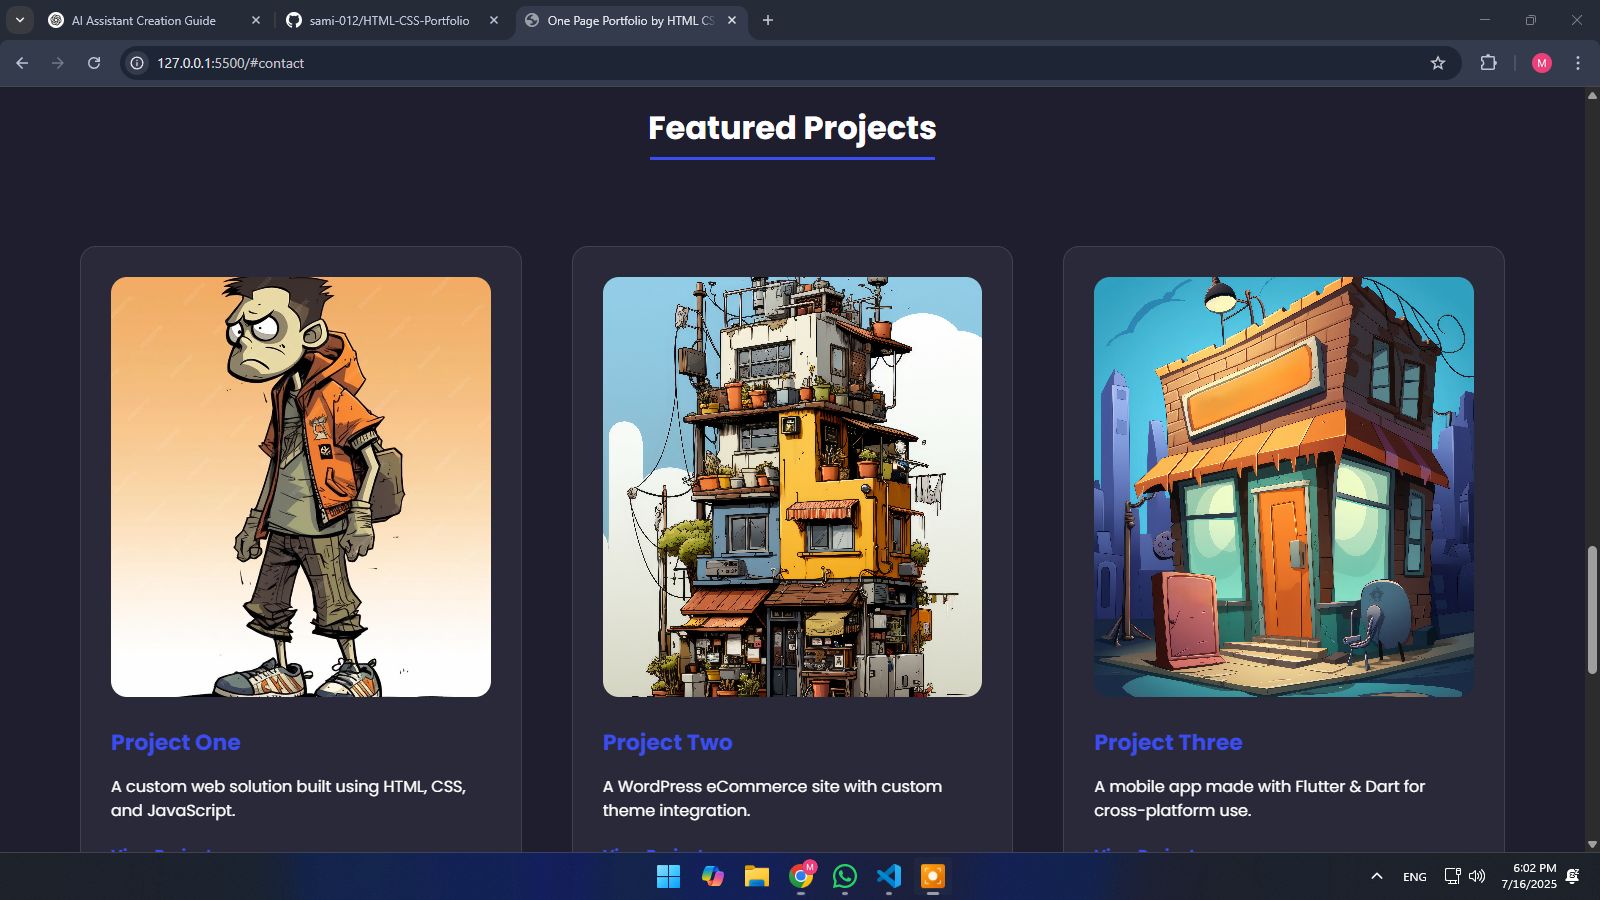 AI Assistant Creation Guide
sami-012/HTML-CSS-Portfolio
One Page Portfolio by HTML CS
127.0.0.1:5500/#contact
M
Featured Projects
Project One
A custom web solution built using HTML, CSS,
and JavaScript.
Project Two
A WordPress eCommerce site with custom
theme integration.
Project Three
A mobile app made with Flutter & Dart for
cross-platform use.
M
ENG
6:02 PM
7/16/2025